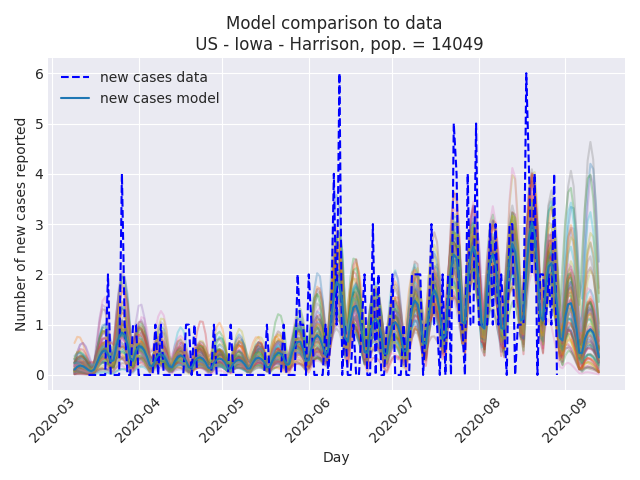 Model comparison to data
US - Iowa - Harrison, pop. = 14049
new cases data
new cases model
Number of new cases reported
6
5
4
3
2
1
0
2020-03
2020-04
2020-05
2020-06
2020-07
2020-08
2020-09
Day